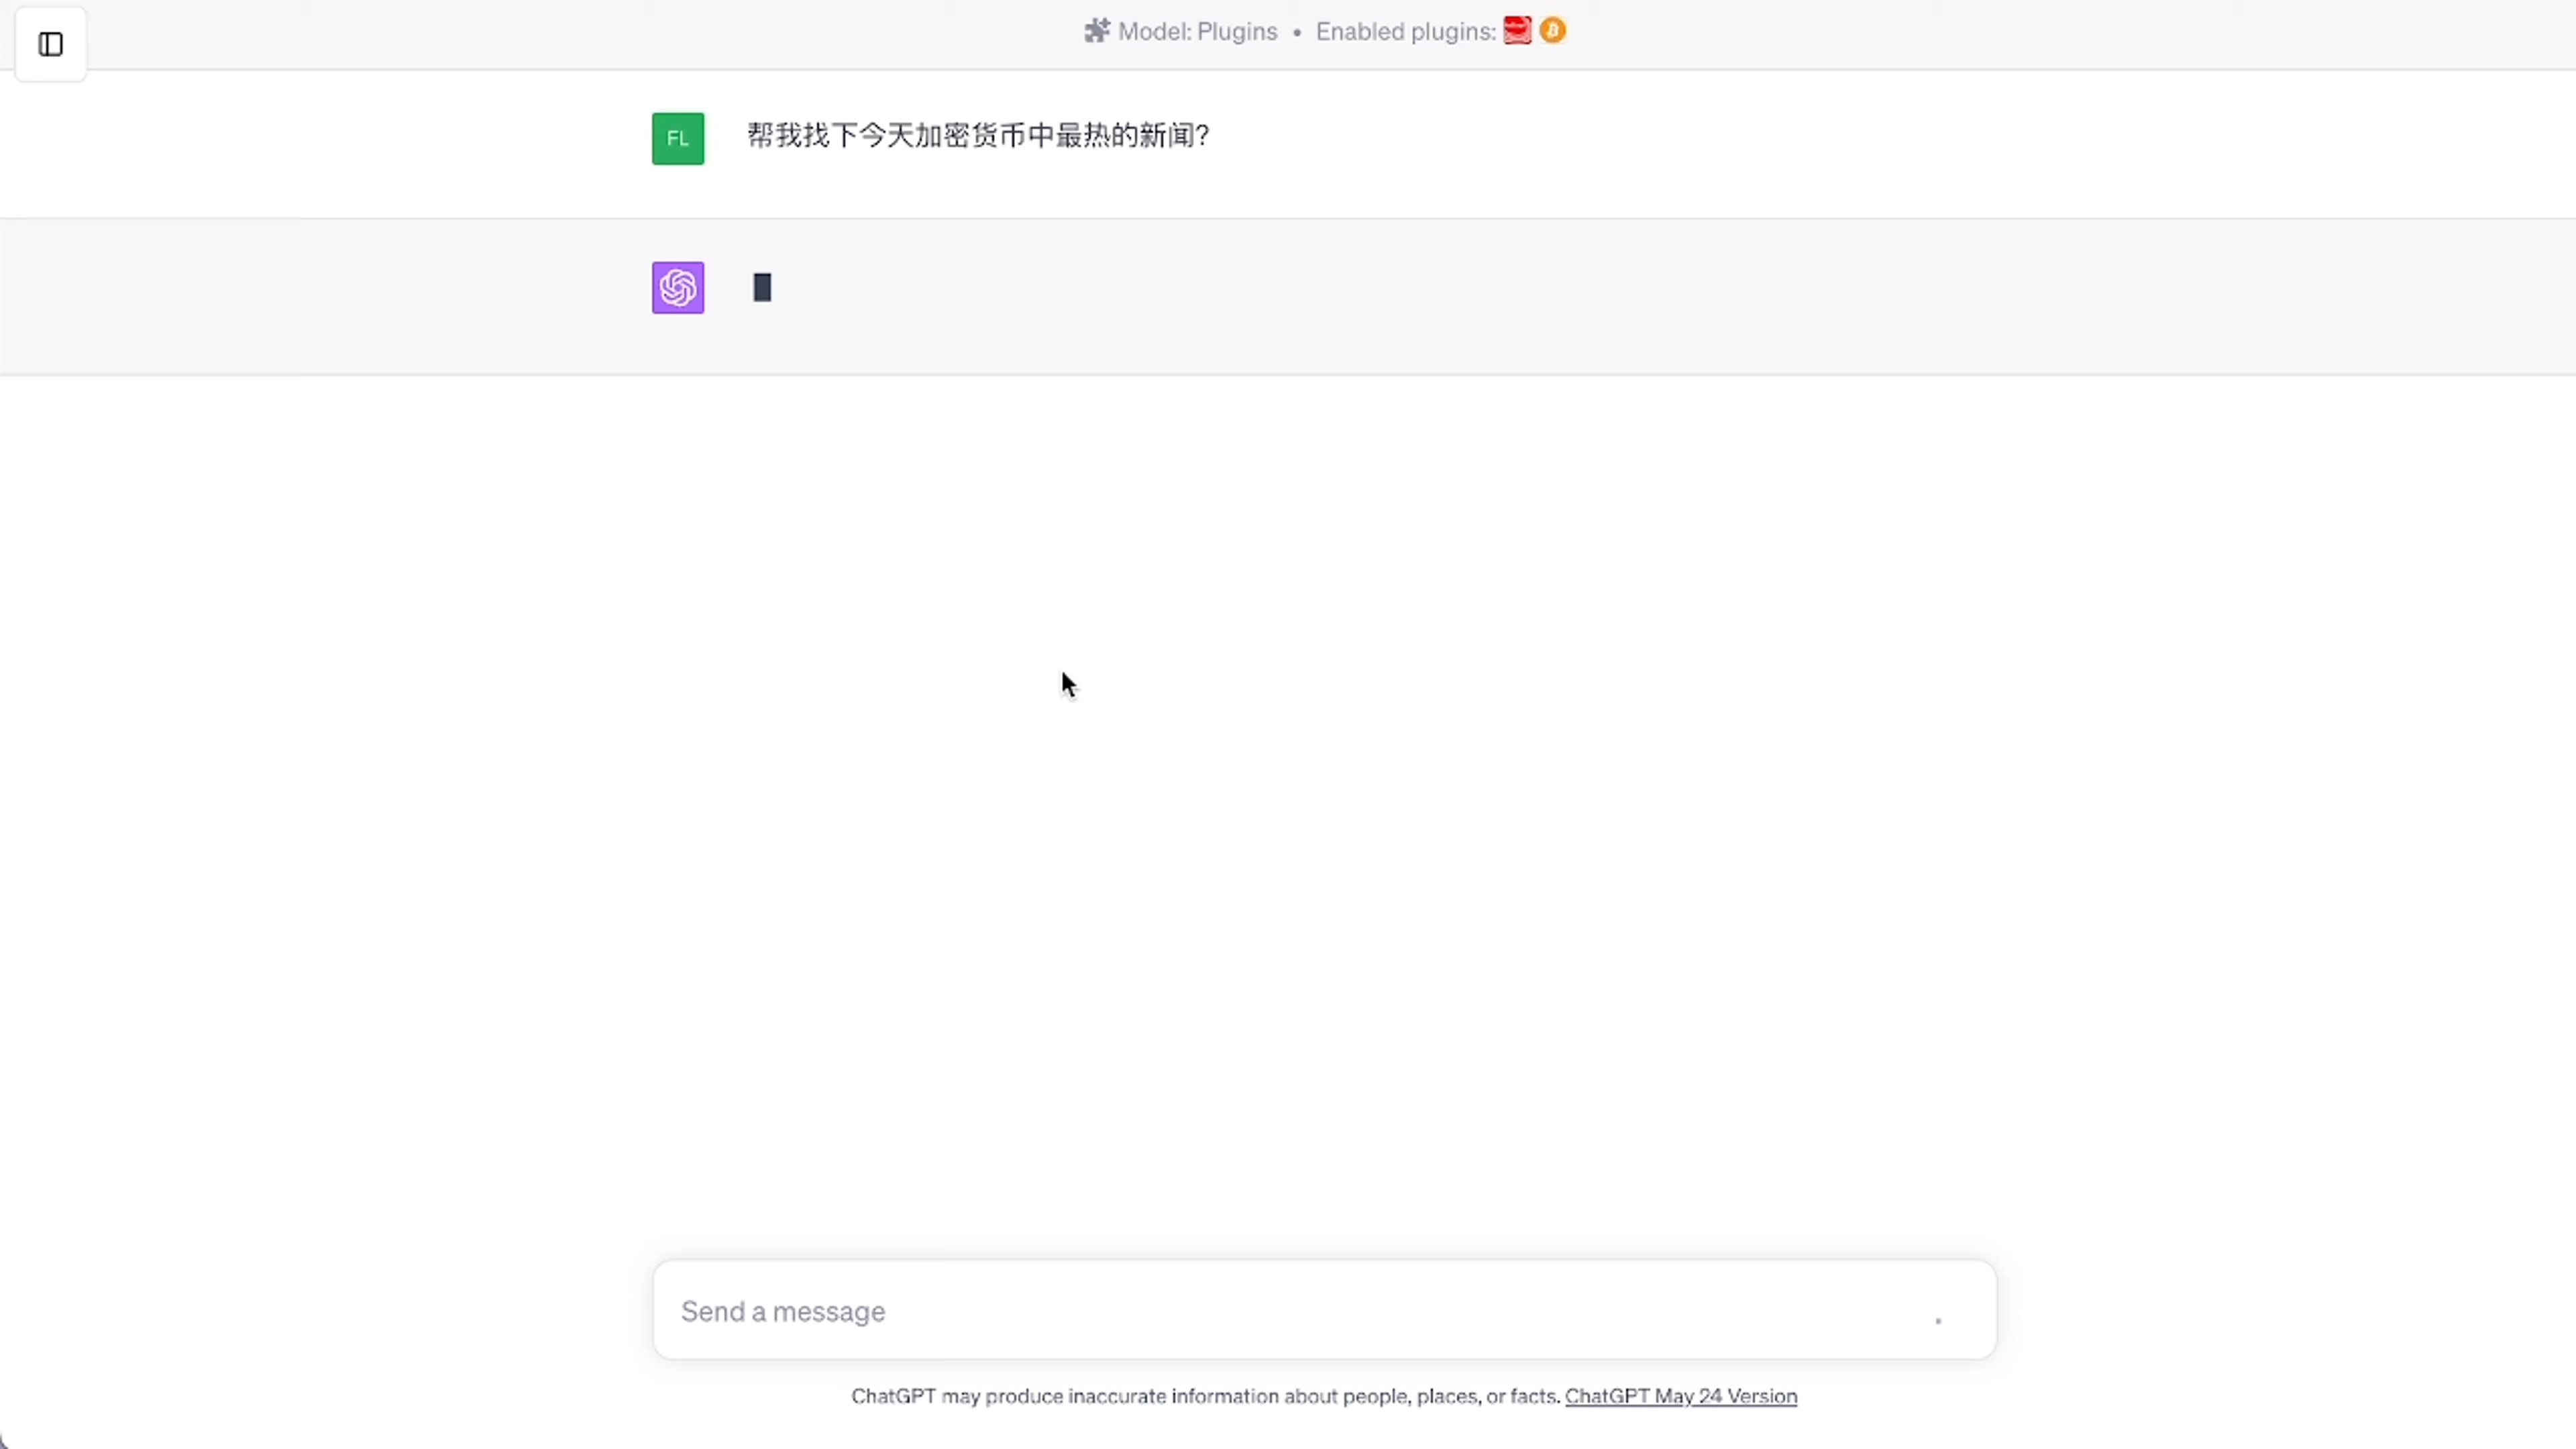 Model: Plugins • Enabled plugins:
FL
帮我找下今天加密货币中最热的新闻?
Send a message
ChatGPT may produce inaccurate information about people, places, or facts. ChatGPT May 24 Version